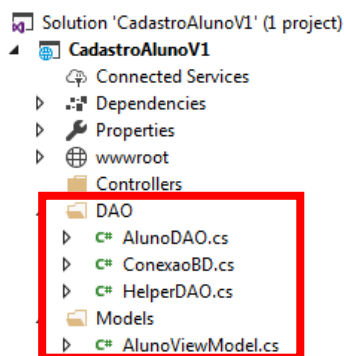 Solution 'CadastroAlunoV1' (1 project)
CadastroAlunoV1
Connected Services
Dependencies
Properties
wwwroot
Controllers
DAO
C# AlunoDAO.cs
C# ConexaoBD.cs
C# HelperDAO.cs
Models
C# AlunoViewModel.cs